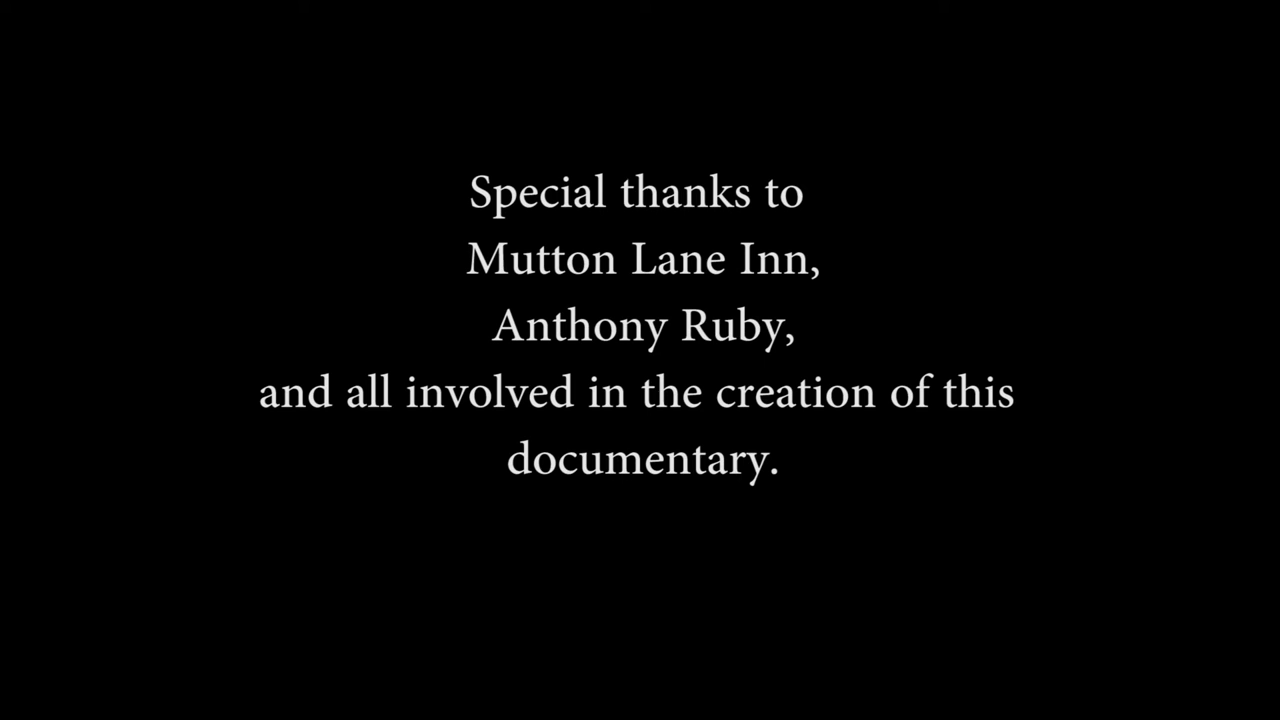 Special thanks to
Mutton Lane Inn,
Anthony Ruby,
and all involved in the creation of this
documentary.